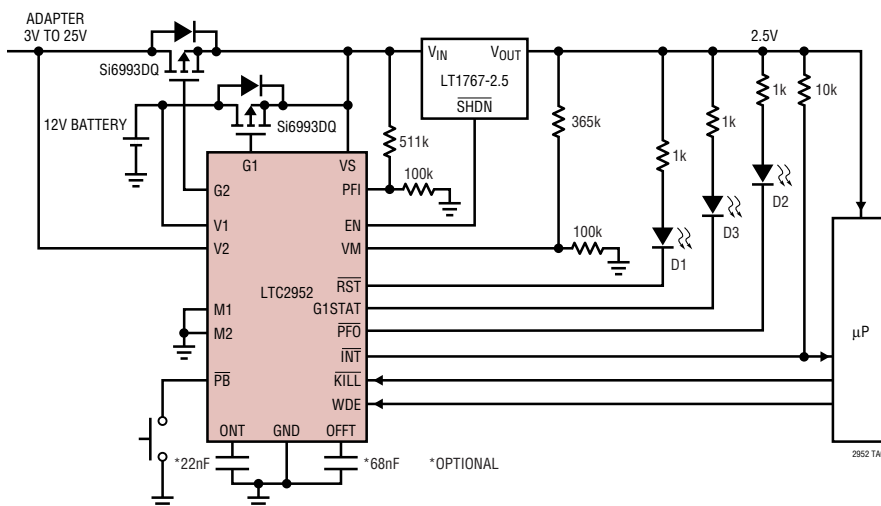 ADAPTER
3V TO 25V
Si6993DQ
12V BATTERY
Si6993DQ
VIN VOUT
LT1767-2.5
SHDN
2.5V
511k
100k
365k
100k
1k
1k
1k
10k
D1
D3
D2
G1 VS
G2
V1
V2
M1
M2
PB
PFI
EN
VM
RST
G1STAT
PFO
INT
KILL
WDE
LTC2952
ONT GND OFFT
µP
*22nF *68nF *OPTIONAL